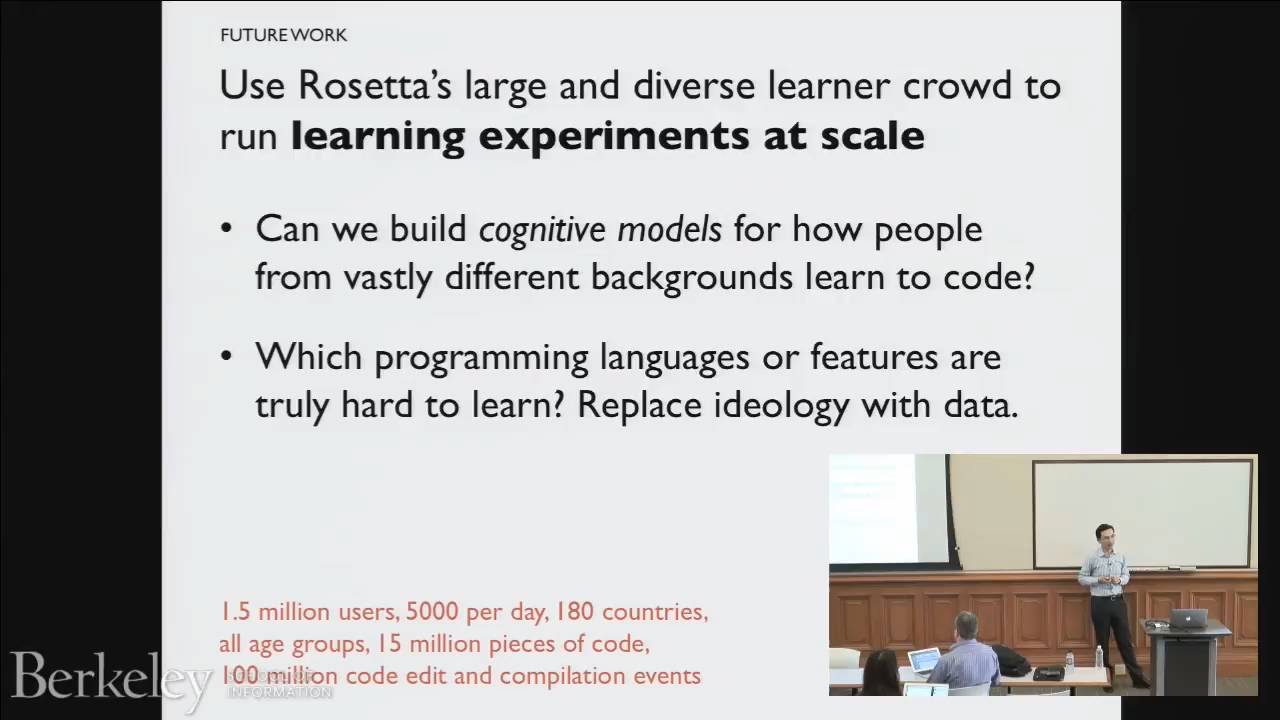 FUTURE WORK
Use Rosetta's large and diverse learner crowd to
run learning experiments at scale
• Can we build cognitive models for how people
from vastly different backgrounds learn to code?
• Which programming languages or features are
truly hard to learn? Replace ideology with data.
1.5 million users, 5000 per day, 180 countries,
all age groups, 15 million pieces of code,
100 million code edit and compilation events
Berkeley SCHOOL OF
INFORMATION